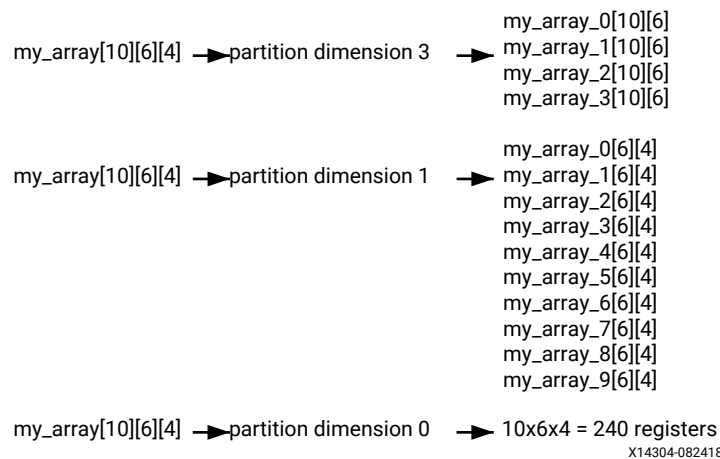 my_array_0[10][6]
my_array_1[10][6]
my_array[10][6][4] partition dimension 3
my_array_2[10][6]
my_array_3[10][6]
my_array_0[6][4]
my_array[10][6][4] partition dimension 1 my_array_1[6][4]
my_array_2[6][4]
my_array_3[6][4]
my_array_4[6][4]
my_array_5[6][4]
my_array_6[6][4]
my_array_7[6][4]
my_array_8[6][4]
my_array_9[6][4]
my_array[10][6][4] partition dimension 0 10x6x4 = 240 registers
X14304-082418